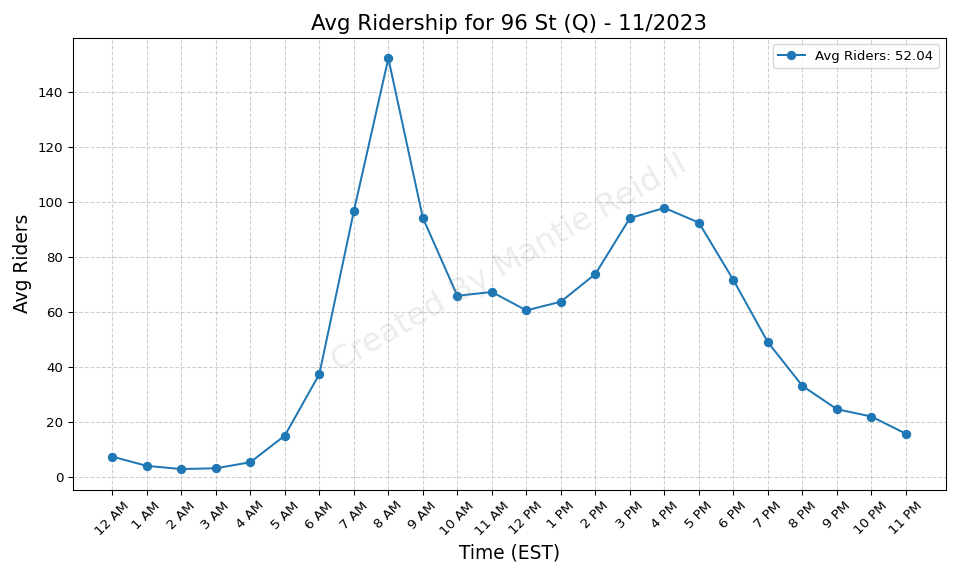 Avg Ridership for 96 St (Q) - 11/2023
Avg Riders: 52.04
Avg Riders
140
120
100
80
60
40
20
0
Created By Mantie Reid II
12 AM
1 AM
2 AM
3 AM
4 AM
5 AM
6 AM
7 AM
8 AM
9 AM
10 AM
11 AM
12 PM
1 PM
2 PM
3 PM
4 PM
5 PM
6 PM
7 PM
8 PM
9 PM
10 PM
11 PM
Time (EST)